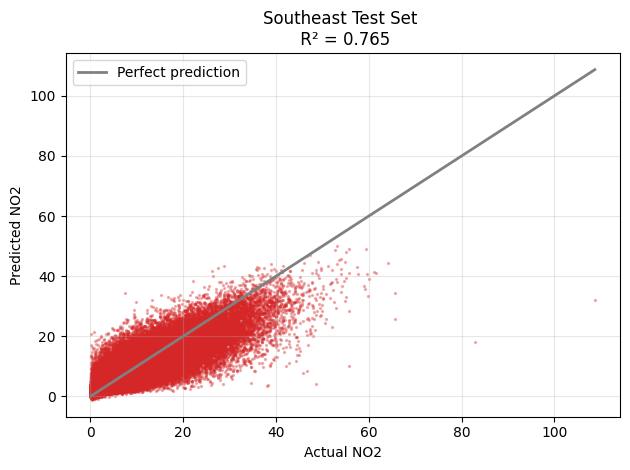 Southeast Test Set
R² = 0.765
Perfect prediction
Predicted NO2
100
80
60
40
20
0
0 20 40 60 80 100
Actual NO2